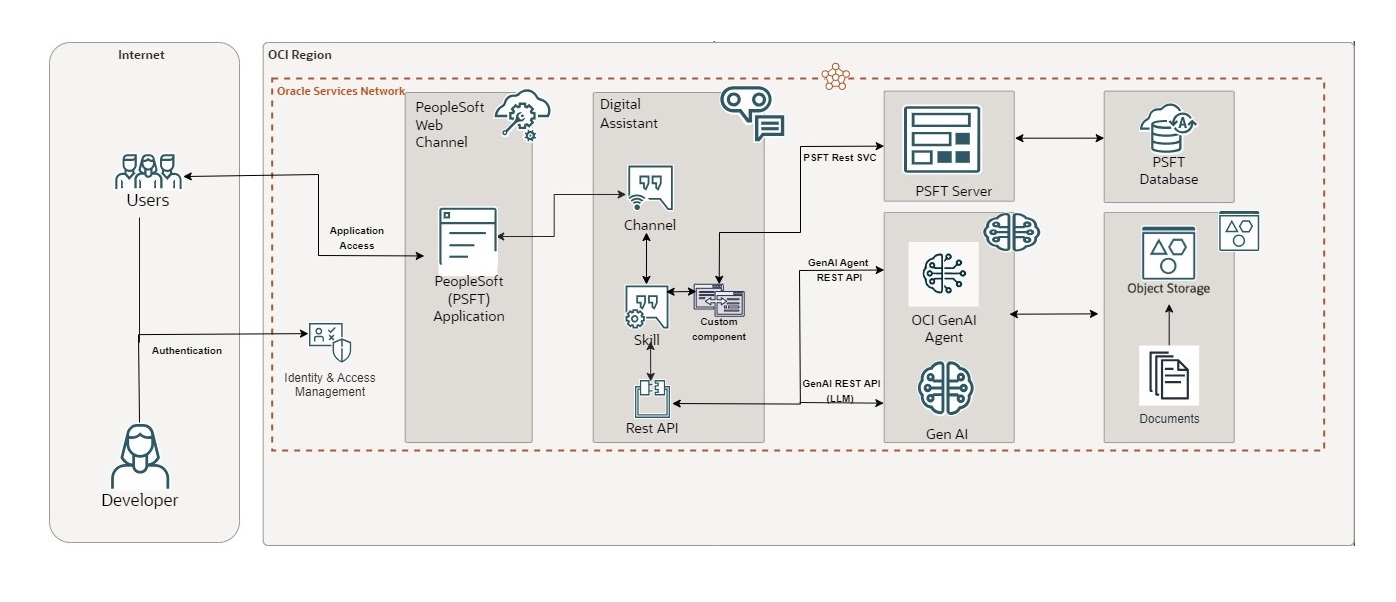 Internet
Users
Developer
Authentication
OCI Region
Oracle Services Network
Application
Access
Identity & Access
Management
PeopleSoft
Web
Channel
PeopleSoft
(PSFT)
Application
Digital
Assistant
Channel
Skill
Custom
component
Rest API
PSFT Rest SVC
GenAI Agent
REST API
GenAI REST API
(LLM)
PSFT Server
OCI GenAI
Agent
Gen AI
A
PSFT
Database
Object Storage
Documents